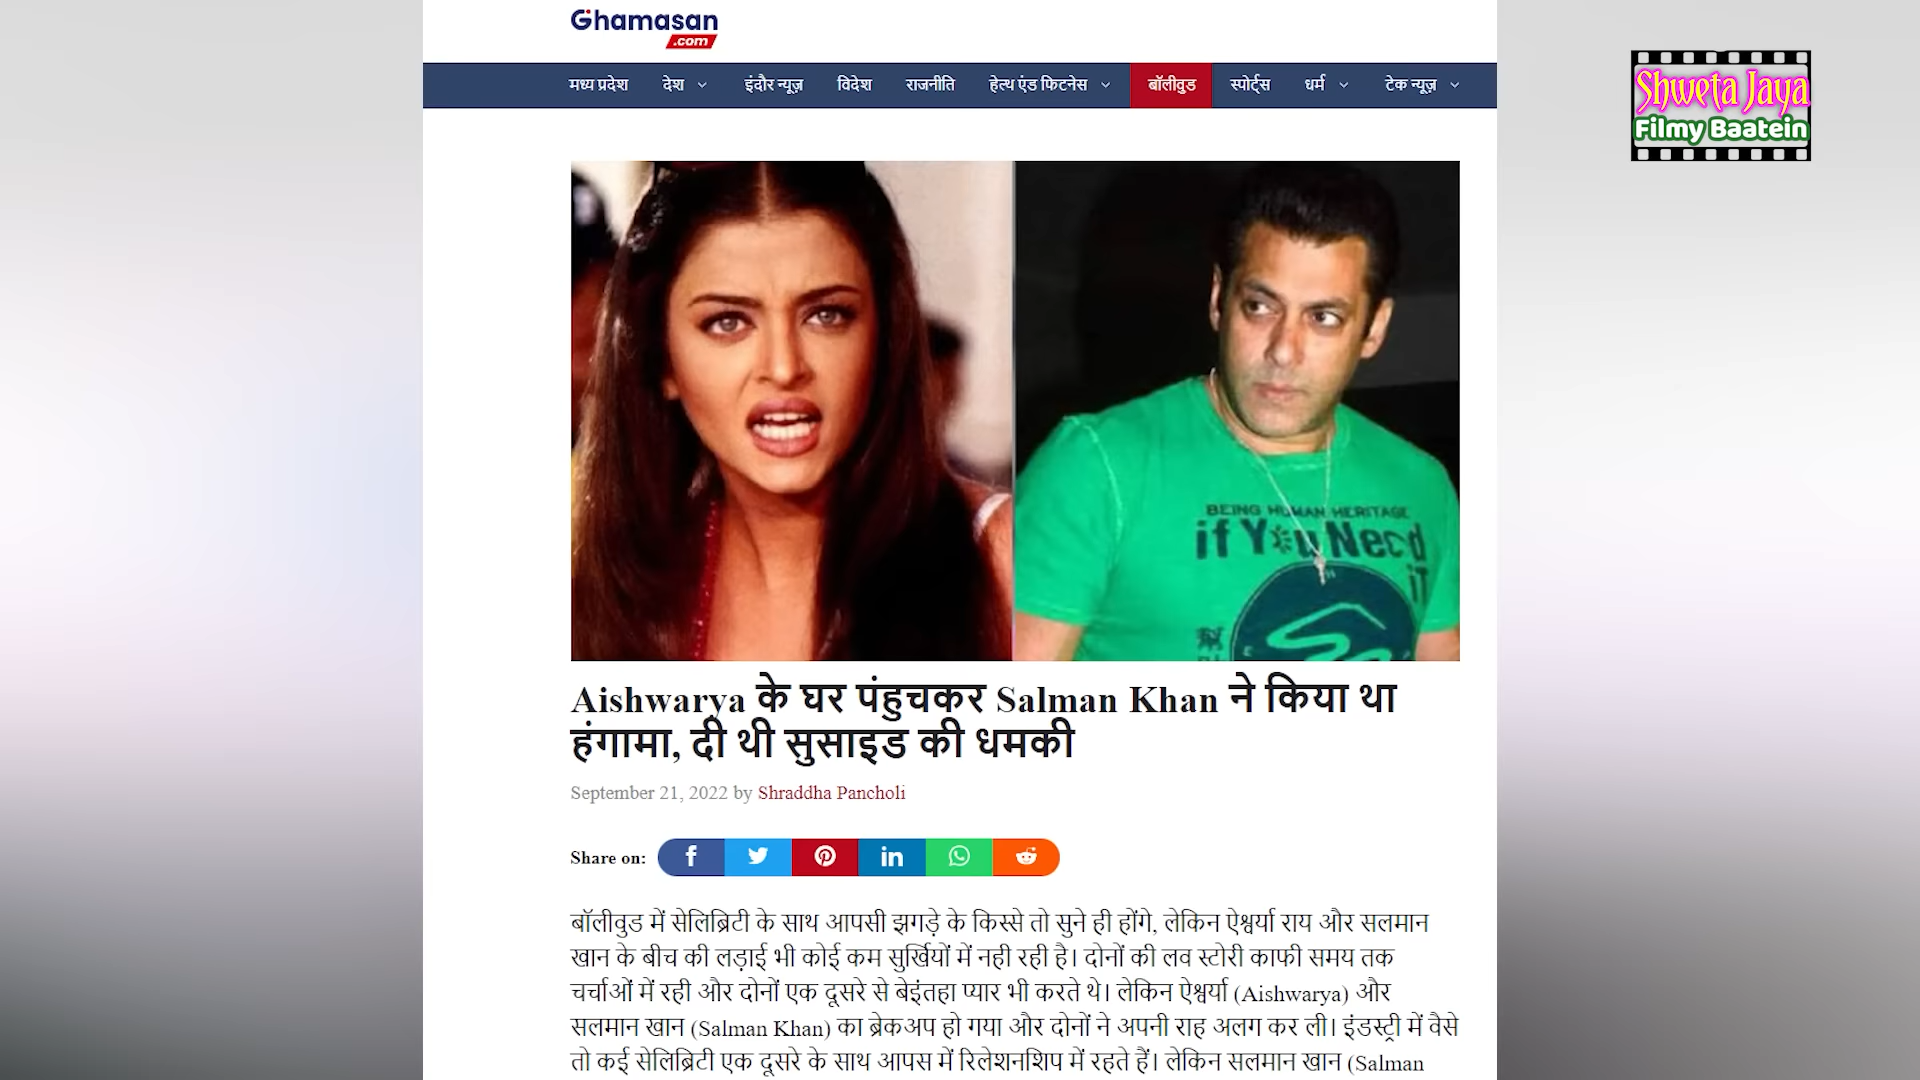 Ghamasan
.com
मध्य प्रदेश देश इंदौर न्यूज़ विदेश राजनीति हेल्थ एंड फिटनेस बॉलीवुड स्पोर्ट्स धर्म टेक न्यूज़
Shweta Jaya
Filmy Baatein
BEING HUMAN HERITAGE
if You Need
iT
Aishwarya के घर पंहुचकर Salman Khan ने किया था
हंगामा, दी थी सुसाइड की धमकी
September 21, 2022 by Shraddha Pancholi
Share on:
बॉलीवुड में सेलिब्रिटी के साथ आपसी झगड़े के किस्से तो सुने ही होंगे, लेकिन ऐश्वर्या राय और सलमान
खान के बीच की लड़ाई भी कोई कम सुर्खियों में नही रही है। दोनों की लव स्टोरी काफी समय तक
चर्चाओं में रही और दोनों एक दूसरे से बेइंतहा प्यार भी करते थे। लेकिन ऐश्वर्या (Aishwarya) और
सलमान खान (Salman Khan) का ब्रेकअप हो गया और दोनों ने अपनी राह अलग कर ली। इंडस्ट्री में वैसे
तो कई सेलिब्रिटी एक दूसरे के साथ आपस में रिलेशनशिप में रहते हैं। लेकिन सलमान खान (Salman